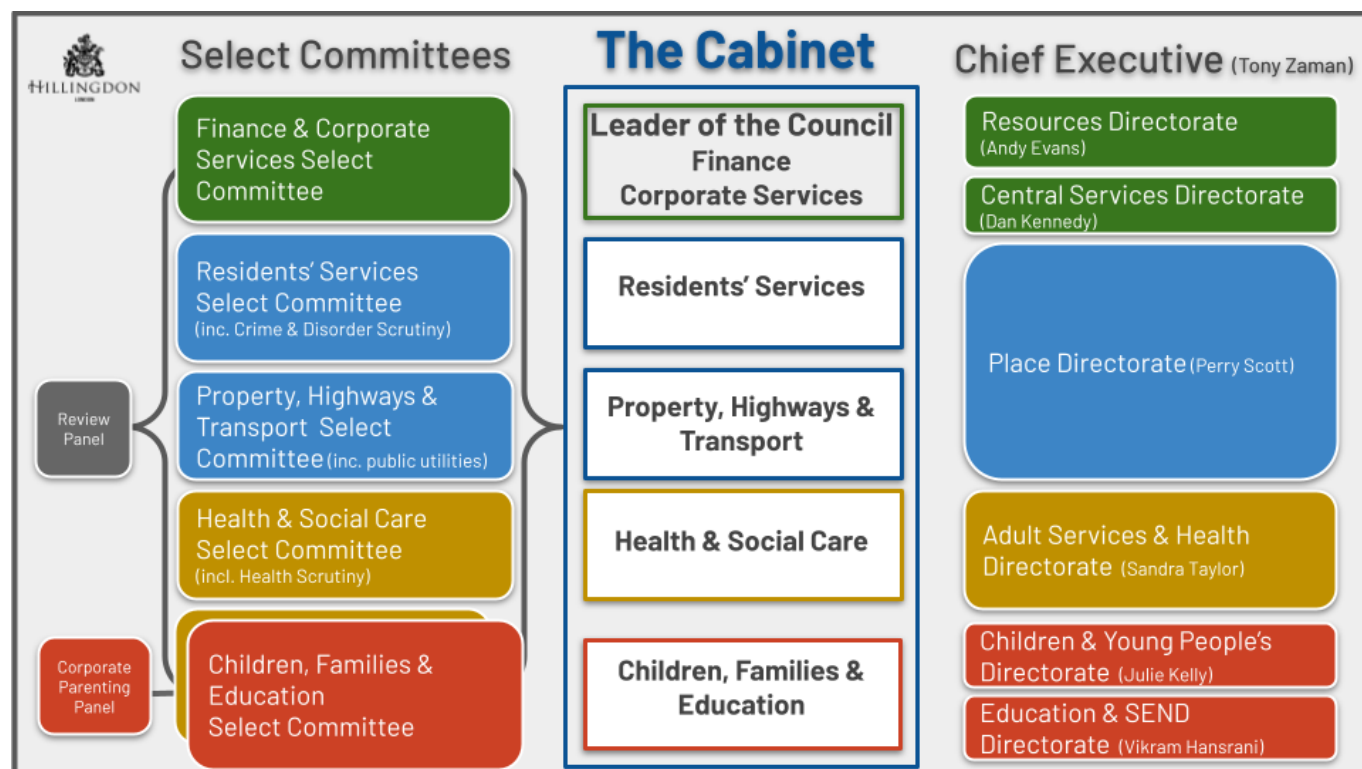 HILLINGDON
LONDON
Select Committees
Finance & Corporate
Services Select
Committee
Residents' Services
Select Committee
(inc. Crime & Disorder Scrutiny)
Property, Highways &
Transport Select
Committee (inc. public utilities)
Health & Social Care
Select Committee
(incl. Health Scrutiny)
Children, Families &
Education
Select Committee
Review
Panel
Corporate
Parenting
Panel
The Cabinet
Leader of the Council
Finance
Corporate Services
Residents' Services
Property, Highways &
Transport
Health & Social Care
Children, Families &
Education
Chief Executive (Tony Zaman)
Resources Directorate
(Andy Evans)
Central Services Directorate
(Dan Kennedy)
Place Directorate (Perry Scott)
Adult Services & Health
Directorate (Sandra Taylor)
Children & Young People's
Directorate (Julie Kelly)
Education & SEND
Directorate (Vikram Hansrani)